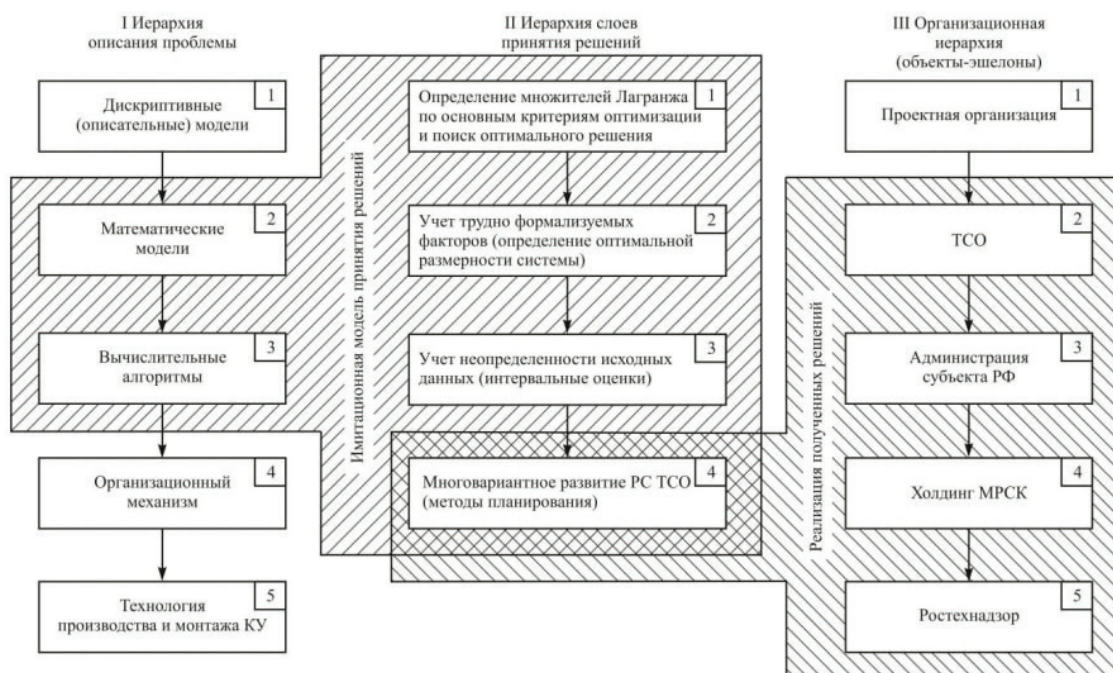 I Иерархия
описания проблемы
1
Дискриптивные
(описательные) модели
2
Математические
модели
3
Вычислительные
алгоритмы
4
Организационный
механизм
5
Технология
производства и монтажа КУ
Имитационная модель принятия решений
II Иерархия слоев
принятия решений
1
Определение множителей Лагранжа
по основным критериям оптимизации
и поиск оптимального решения
2
Учет трудно формализуемых
факторов (определение оптимальной
размерности системы)
3
Учет неопределенности исходных
данных (интервальные оценки)
4
Многовариантное развитие РС ТСО
(методы планирования)
Реализация полученных решений
III Организационная
иерархия
(объекты-эшелоны)
1
Проектная организация
2
ТСО
3
Администрация
субъекта РФ
4
Холдинг МРСК
5
Ростехнадзор